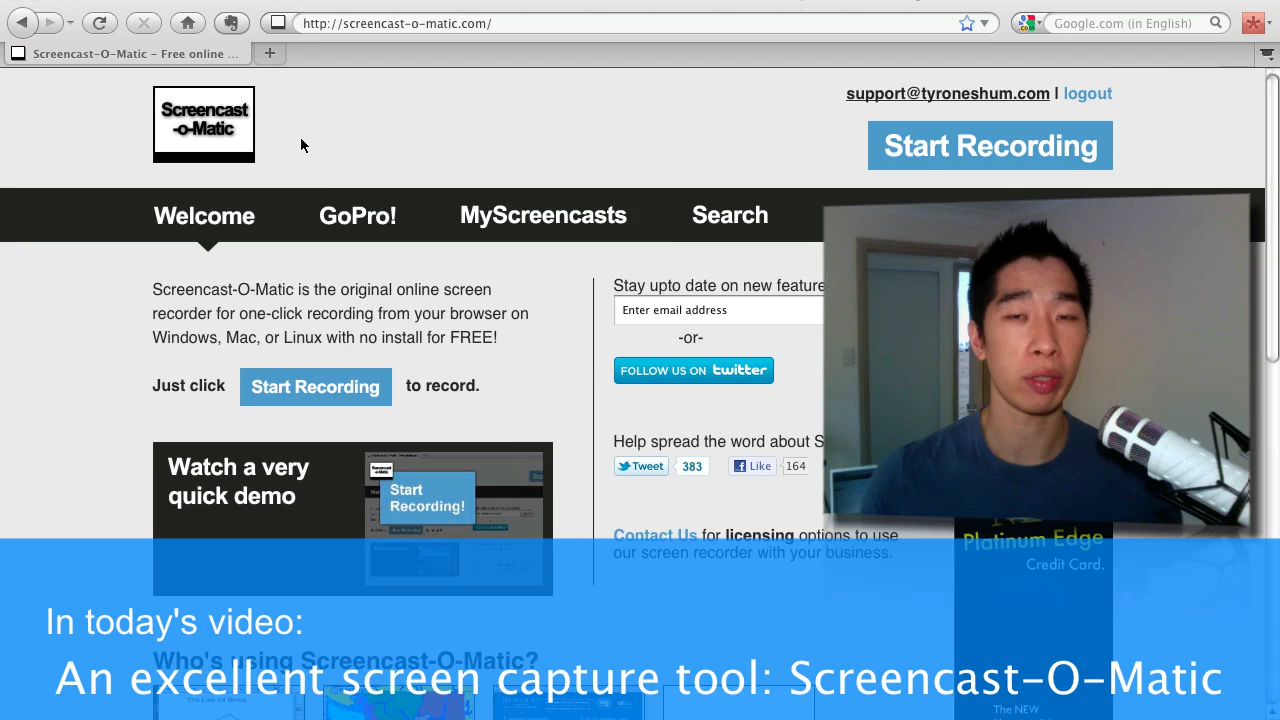 http://screencast-o-matic.com/
Google.com (in English)
Screencast-O-Matic - Free online ...
Screencast
-o-Matic
support@tyroneshum.com | logout
Start Recording
Welcome
GoPro!
MyScreencasts
Search
Screencast-O-Matic is the original online screen
recorder for one-click recording from your browser on
Windows, Mac, or Linux with no install for FREE!
Just click Start Recording to record.
Stay upto date on new feature
Enter email address
-or-
FOLLOW US ON twitter
Help spread the word about S
Tweet 383 Like 164
Contact Us for licensing options to use
our screen recorder with your business.
Watch a very
quick demo
Screencast
-o-Matic
Start
Recording!
Platinum Edge
Credit Card.
In today's video:
Who's using Screencast-O-Matic?
An excellent screen capture tool: Screencast-O-Matic
The NEW